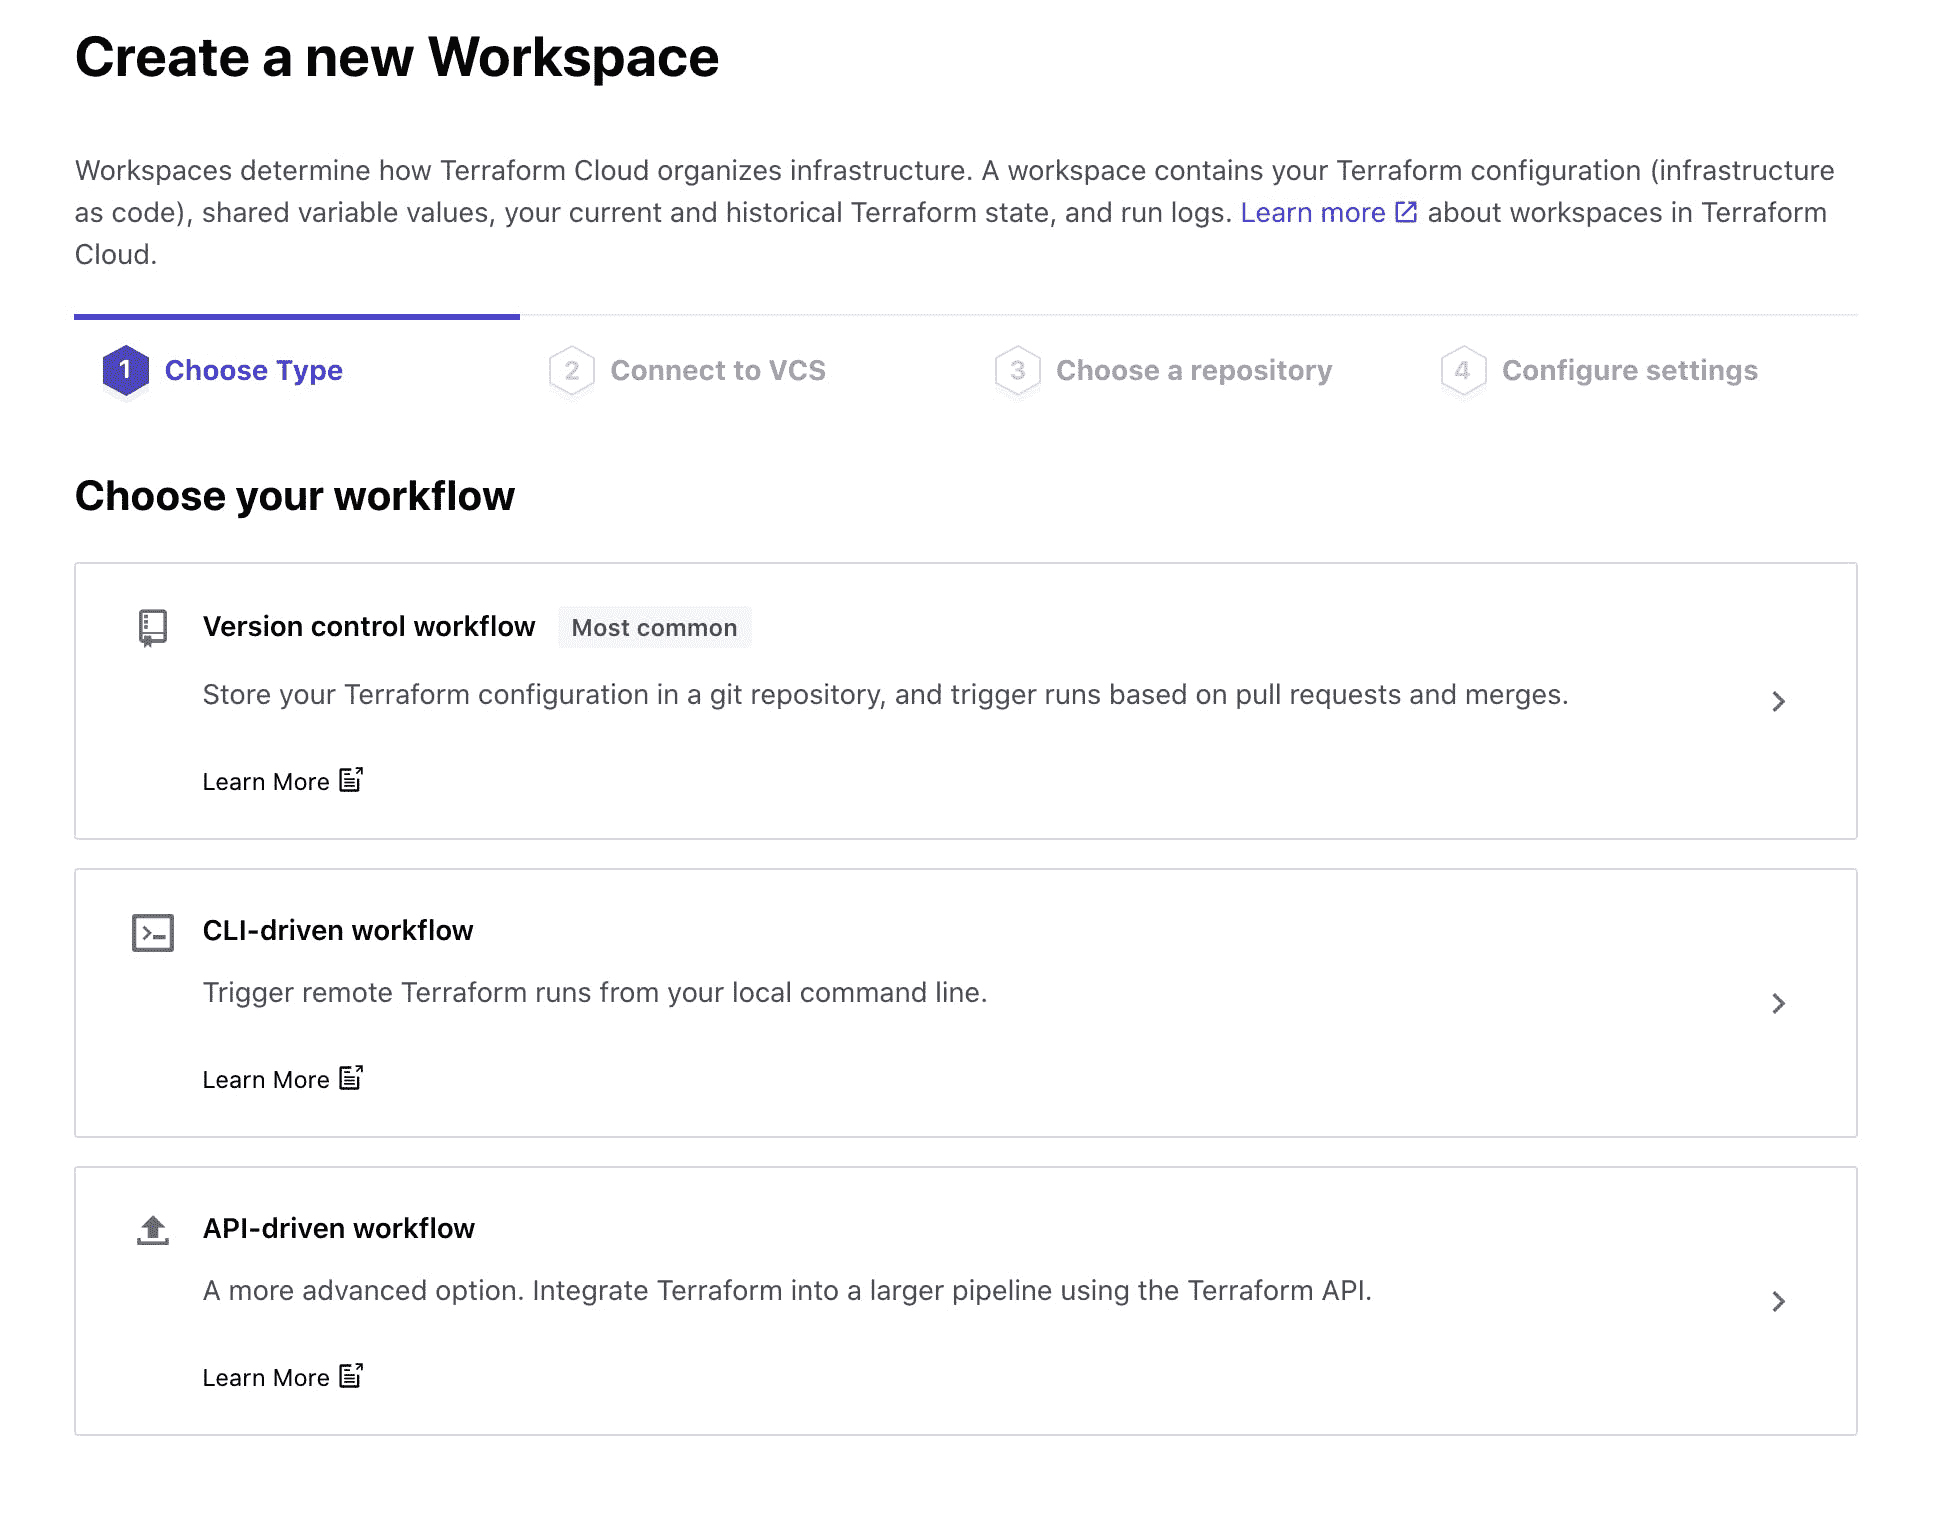 Create a new Workspace
Workspaces determine how Terraform Cloud organizes infrastructure. A workspace contains your Terraform configuration (infrastructure
as code), shared variable values, your current and historical Terraform state, and run logs. Learn more about workspaces in Terraform
Cloud.
1 Choose Type
2 Connect to VCS
3 Choose a repository
4 Configure settings
Choose your workflow
Version control workflow Most common
Store your Terraform configuration in a git repository, and trigger runs based on pull requests and merges.
Learn More
CLI-driven workflow
Trigger remote Terraform runs from your local command line.
Learn More
API-driven workflow
A more advanced option. Integrate Terraform into a larger pipeline using the Terraform API.
Learn More